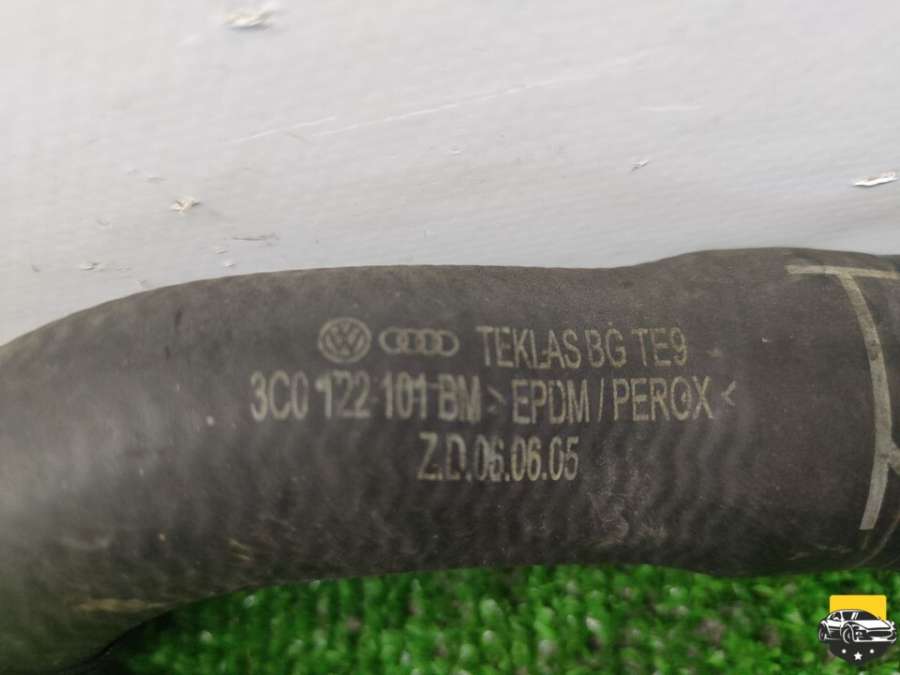 TEKLAS BG TE9
3C0 122 101 BM >EPDM / PEROX<
Z.D.06.06.05